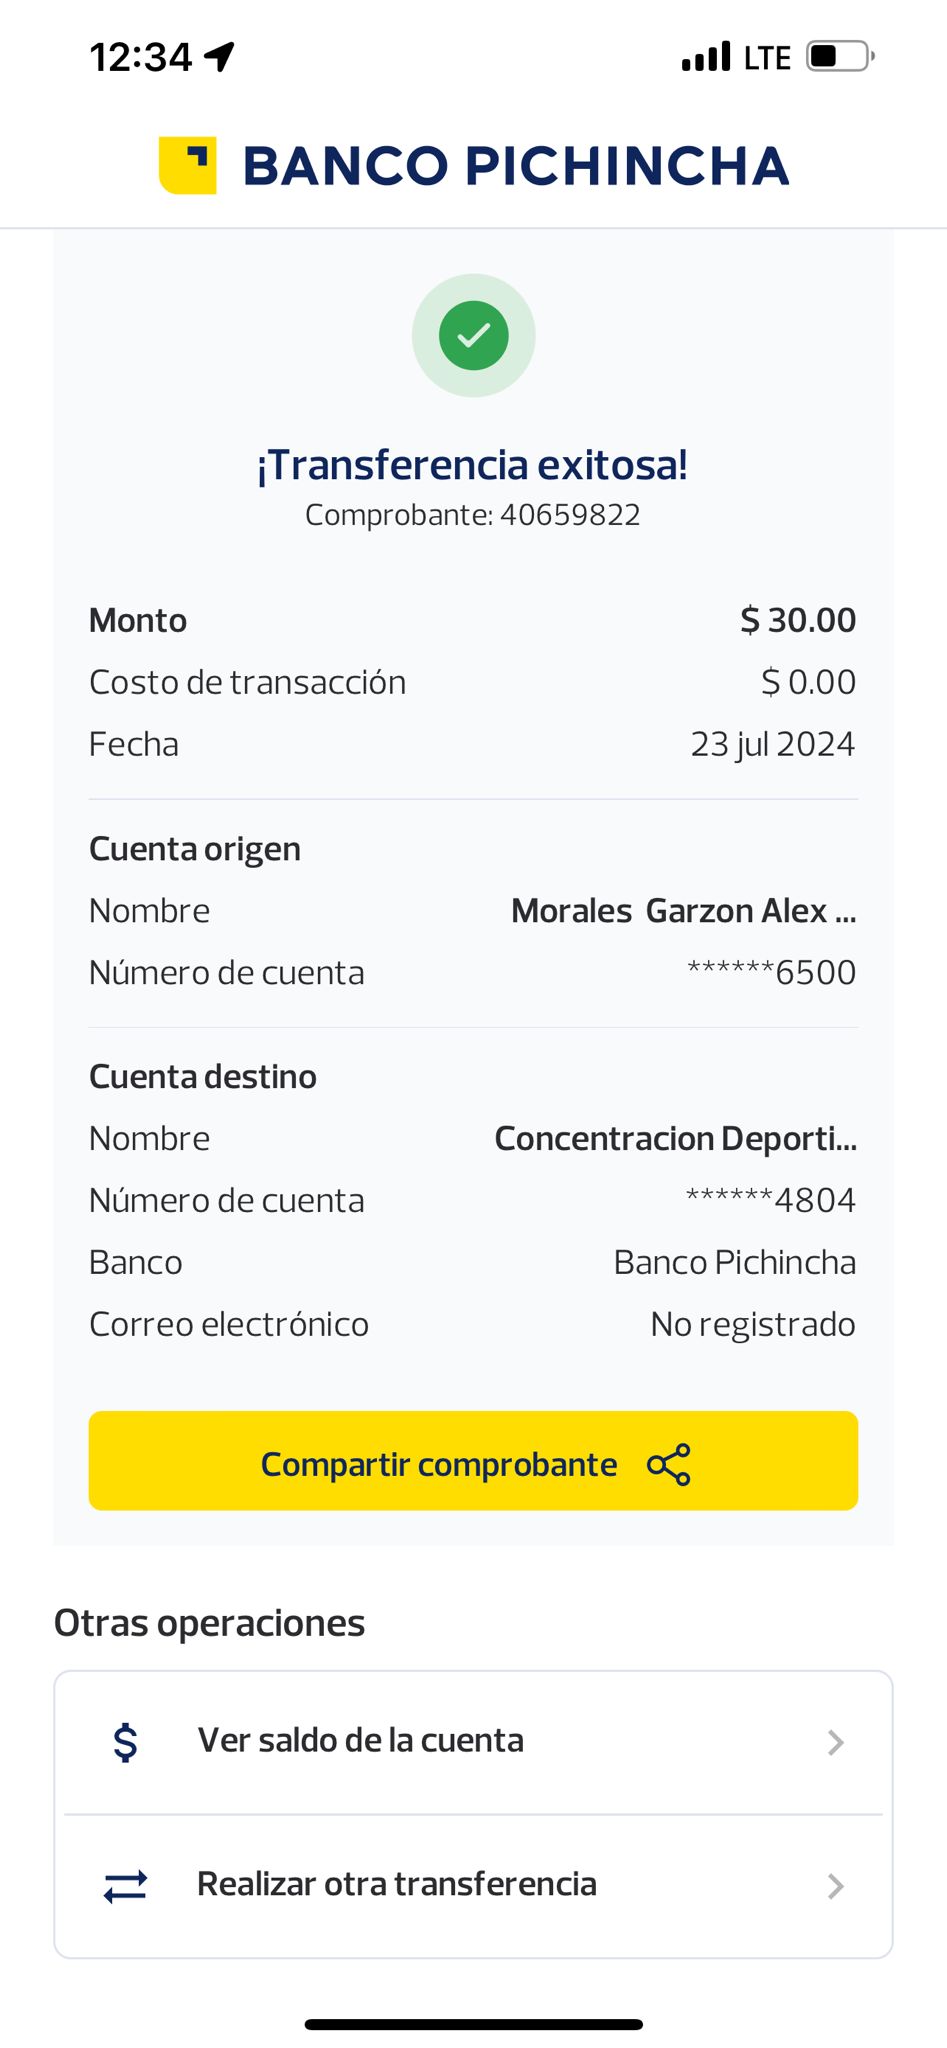 12:34 LTE
BANCO PICHINCHA
¡Transferencia exitosa!
Comprobante: 40659822
Monto $ 30.00
Costo de transacción $ 0.00
Fecha 23 jul 2024
Cuenta origen
Nombre Morales  Garzon Alex ...
Número de cuenta ******6500
Cuenta destino
Nombre Concentracion Deporti...
Número de cuenta ******4804
Banco Banco Pichincha
Correo electrónico No registrado
Compartir comprobante
Otras operaciones
$ Ver saldo de la cuenta
Realizar otra transferencia